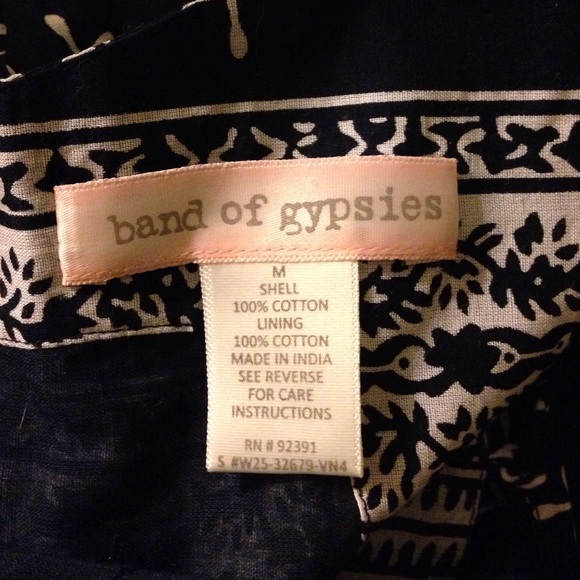 band of gypsies
M
SHELL
100% COTTON
LINING
100% COTTON
MADE IN INDIA
SEE REVERSE
FOR CARE
INSTRUCTIONS
RN # 92391
S #W25-32679-VN4